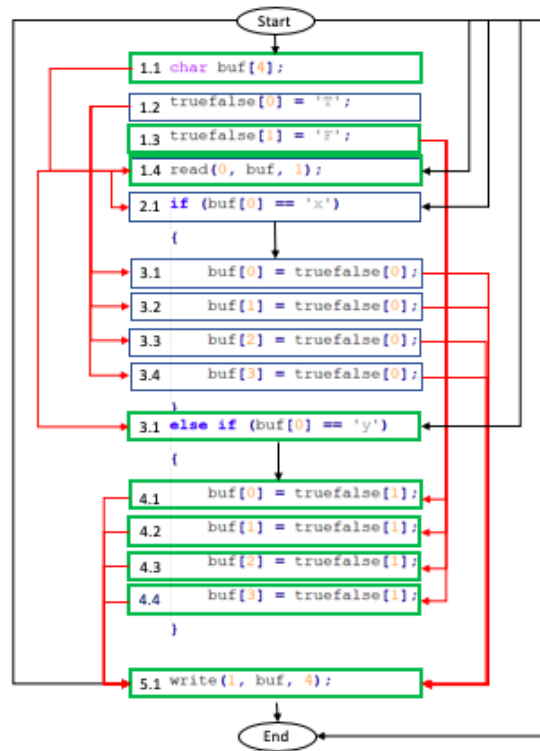 Start
1.1 char buf[4];
1.2 truefalse[0] = 'T';
1.3 truefalse[1] = 'F';
1.4 read(0, buf, 1);
2.1 if (buf[0] == 'x')
{
3.1 buf[0] = truefalse[0];
3.2 buf[1] = truefalse[0];
3.3 buf[2] = truefalse[0];
3.4 buf[3] = truefalse[0];
}
3.1 else if (buf[0] == 'y')
{
4.1 buf[0] = truefalse[1];
4.2 buf[1] = truefalse[1];
4.3 buf[2] = truefalse[1];
4.4 buf[3] = truefalse[1];
}
5.1 write(1, buf, 4);
End